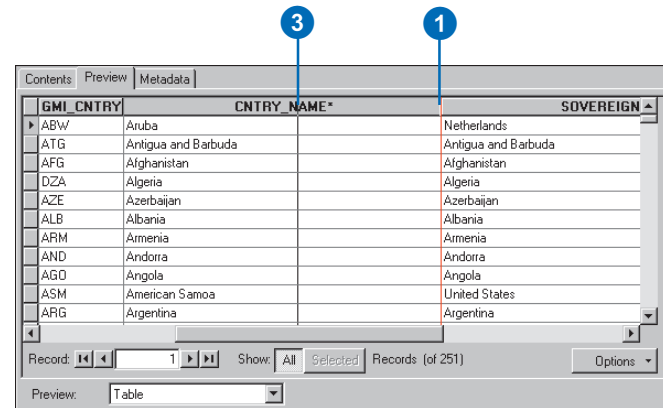 3 1
Contents Preview Metadata
GMI_CNTRY CNTRY_NAME* SOVEREIGN
ABW Aruba Netherlands
ATG Antigua and Barbuda Antigua and Barbuda
AFG Afghanistan Afghanistan
DZA Algeria Algeria
AZE Azerbaijan Azerbaijan
ALB Albania Albania
ARM Armenia Armenia
AND Andorra Andorra
AGO Angola Angola
ASM American Samoa United States
ARG Argentina Argentina
Record: 1 Show: All Selected Records (of 251) Options
Preview: Table